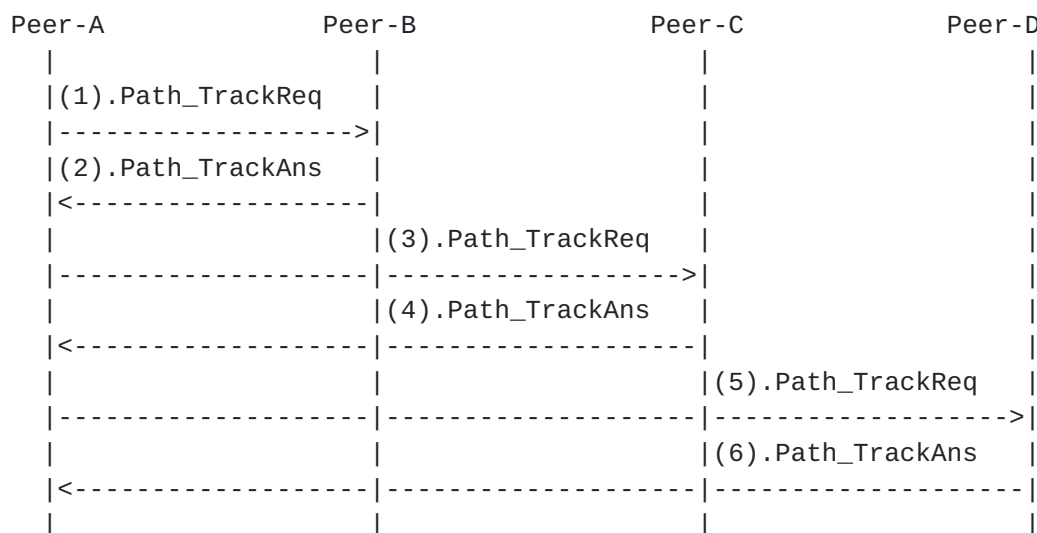 Peer-A Peer-B Peer-C Peer-D
(1).Path_TrackReq
(2).Path_TrackAns
(3).Path_TrackReq
(4).Path_TrackAns
(5).Path_TrackReq
(6).Path_TrackAns